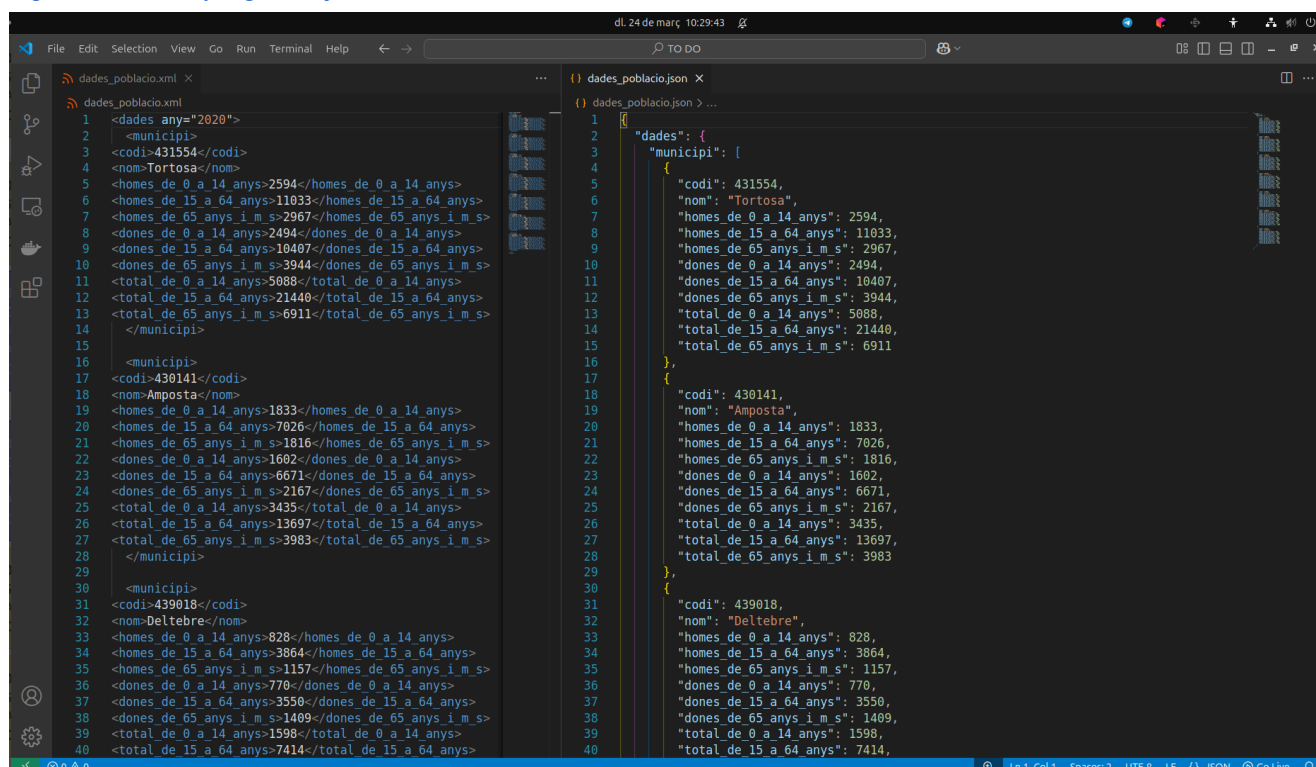 dl. 24 de març 10:29:43
File Edit Selection View Go Run Terminal Help
TO DO
dades_poblacio.xml
dades_poblacio.xml
1 <dades any="2020">
2 <municipi>
3 <codi>431554</codi>
4 <nom>Tortosa</nom>
5 <homes_de_0_a_14_anys>2594</homes_de_0_a_14_anys>
6 <homes_de_15_a_64_anys>11033</homes_de_15_a_64_anys>
7 <homes_de_65_anys_i_m_s>2967</homes_de_65_anys_i_m_s>
8 <dones_de_0_a_14_anys>2494</dones_de_0_a_14_anys>
9 <dones_de_15_a_64_anys>10407</dones_de_15_a_64_anys>
10 <dones_de_65_anys_i_m_s>3944</dones_de_65_anys_i_m_s>
11 <total_de_0_a_14_anys>5088</total_de_0_a_14_anys>
12 <total_de_15_a_64_anys>21440</total_de_15_a_64_anys>
13 <total_de_65_anys_i_m_s>6911</total_de_65_anys_i_m_s>
14 </municipi>
15
16 <municipi>
17 <codi>430141</codi>
18 <nom>Amposta</nom>
19 <homes_de_0_a_14_anys>1833</homes_de_0_a_14_anys>
20 <homes_de_15_a_64_anys>7026</homes_de_15_a_64_anys>
21 <homes_de_65_anys_i_m_s>1816</homes_de_65_anys_i_m_s>
22 <dones_de_0_a_14_anys>1602</dones_de_0_a_14_anys>
23 <dones_de_15_a_64_anys>6671</dones_de_15_a_64_anys>
24 <dones_de_65_anys_i_m_s>2167</dones_de_65_anys_i_m_s>
25 <total_de_0_a_14_anys>3435</total_de_0_a_14_anys>
26 <total_de_15_a_64_anys>13697</total_de_15_a_64_anys>
27 <total_de_65_anys_i_m_s>3983</total_de_65_anys_i_m_s>
28 </municipi>
29
30 <municipi>
31 <codi>439018</codi>
32 <nom>Deltebre</nom>
33 <homes_de_0_a_14_anys>828</homes_de_0_a_14_anys>
34 <homes_de_15_a_64_anys>3864</homes_de_15_a_64_anys>
35 <homes_de_65_anys_i_m_s>1157</homes_de_65_anys_i_m_s>
36 <dones_de_0_a_14_anys>770</dones_de_0_a_14_anys>
37 <dones_de_15_a_64_anys>3550</dones_de_15_a_64_anys>
38 <dones_de_65_anys_i_m_s>1409</dones_de_65_anys_i_m_s>
39 <total_de_0_a_14_anys>1598</total_de_0_a_14_anys>
40 <total_de_15_a_64_anys>7414</total_de_15_a_64_anys>
{} dades_poblacio.json
{} dades_poblacio.json > ...
1 {
2 "dades": {
3 "municipi": [
4 {
5 "codi": 431554,
6 "nom": "Tortosa",
7 "homes_de_0_a_14_anys": 2594,
8 "homes_de_15_a_64_anys": 11033,
9 "homes_de_65_anys_i_m_s": 2967,
10 "dones_de_0_a_14_anys": 2494,
11 "dones_de_15_a_64_anys": 10407,
12 "dones_de_65_anys_i_m_s": 3944,
13 "total_de_0_a_14_anys": 5088,
14 "total_de_15_a_64_anys": 21440,
15 "total_de_65_anys_i_m_s": 6911
16 },
17 {
18 "codi": 430141,
19 "nom": "Amposta",
20 "homes_de_0_a_14_anys": 1833,
21 "homes_de_15_a_64_anys": 7026,
22 "homes_de_65_anys_i_m_s": 1816,
23 "dones_de_0_a_14_anys": 1602,
24 "dones_de_15_a_64_anys": 6671,
25 "dones_de_65_anys_i_m_s": 2167,
26 "total_de_0_a_14_anys": 3435,
27 "total_de_15_a_64_anys": 13697,
28 "total_de_65_anys_i_m_s": 3983
29 },
30 {
31 "codi": 439018,
32 "nom": "Deltebre",
33 "homes_de_0_a_14_anys": 828,
34 "homes_de_15_a_64_anys": 3864,
35 "homes_de_65_anys_i_m_s": 1157,
36 "dones_de_0_a_14_anys": 770,
37 "dones_de_15_a_64_anys": 3550,
38 "dones_de_65_anys_i_m_s": 1409,
39 "total_de_0_a_14_anys": 1598,
40 "total_de_15_a_64_anys": 7414,
Ln 1, Col 1 Spaces: 2 UTF-8 LF {} JSON Go Live